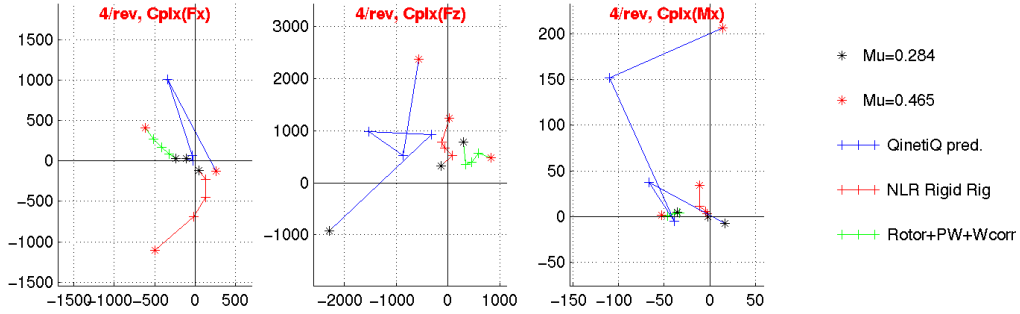 4/rev, Cplx(Fx)
1500
1000
500
0
−500
−1000
−1500
−1500 −1000 −500 0 500
4/rev, Cplx(Fz)
3000
2000
1000
0
−1000
−2000 −1000 0 1000
4/rev, Cplx(Mx)
200
150
100
50
0
−50
−150 −100 −50 0 50
Mu=0.284
Mu=0.465
QinetiQ pred.
NLR Rigid Rig
Rotor+PW+Wcorr